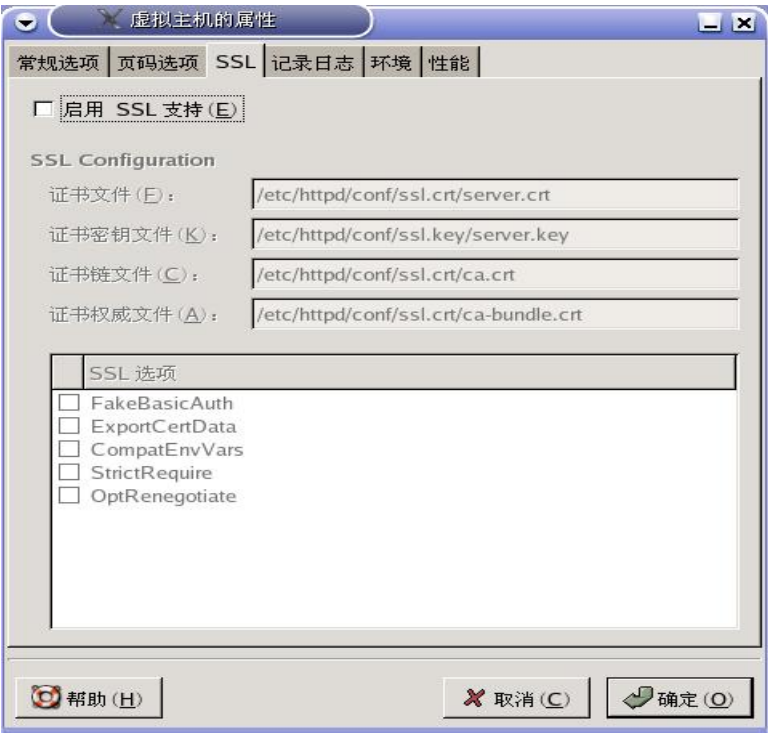 虚拟主机的属性
常规选项 页码选项 SSL 记录日志 环境 性能
启用 SSL 支持(E)
SSL Configuration
证书文件(F)： /etc/httpd/conf/ssl.crt/server.crt
证书密钥文件(K)： /etc/httpd/conf/ssl.key/server.key
证书链文件(C)： /etc/httpd/conf/ssl.crt/ca.crt
证书权威文件(A)： /etc/httpd/conf/ssl.crt/ca-bundle.crt
SSL 选项
FakeBasicAuth
ExportCertData
CompatEnvVars
StrictRequire
OptRenegotiate
帮助(H) 取消(C) 确定(O)